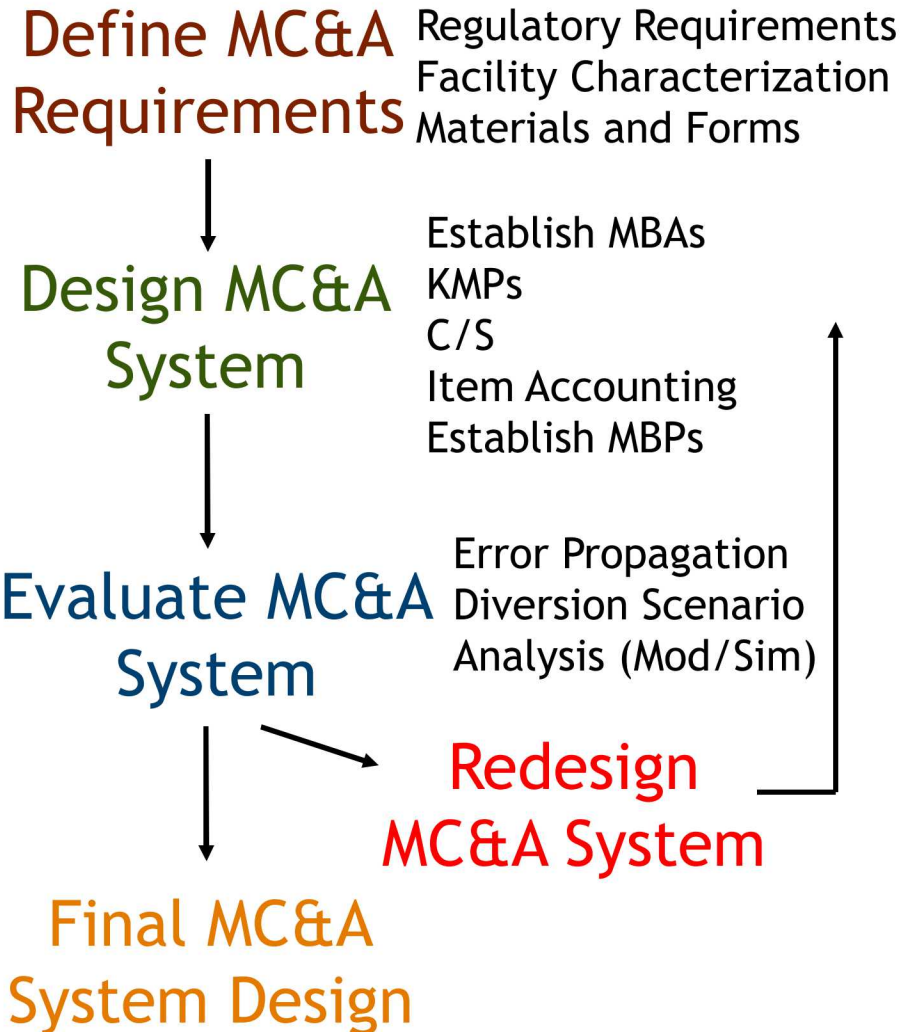 Define MC&A
Requirements
Regulatory Requirements
Facility Characterization
Materials and Forms
Design MC&A
System
Establish MBAs
KMPs
C/S
Item Accounting
Establish MBPs
Evaluate MC&A
System
Error Propagation
Diversion Scenario
Analysis (Mod/Sim)
Redesign
MC&A System
Final MC&A
System Design